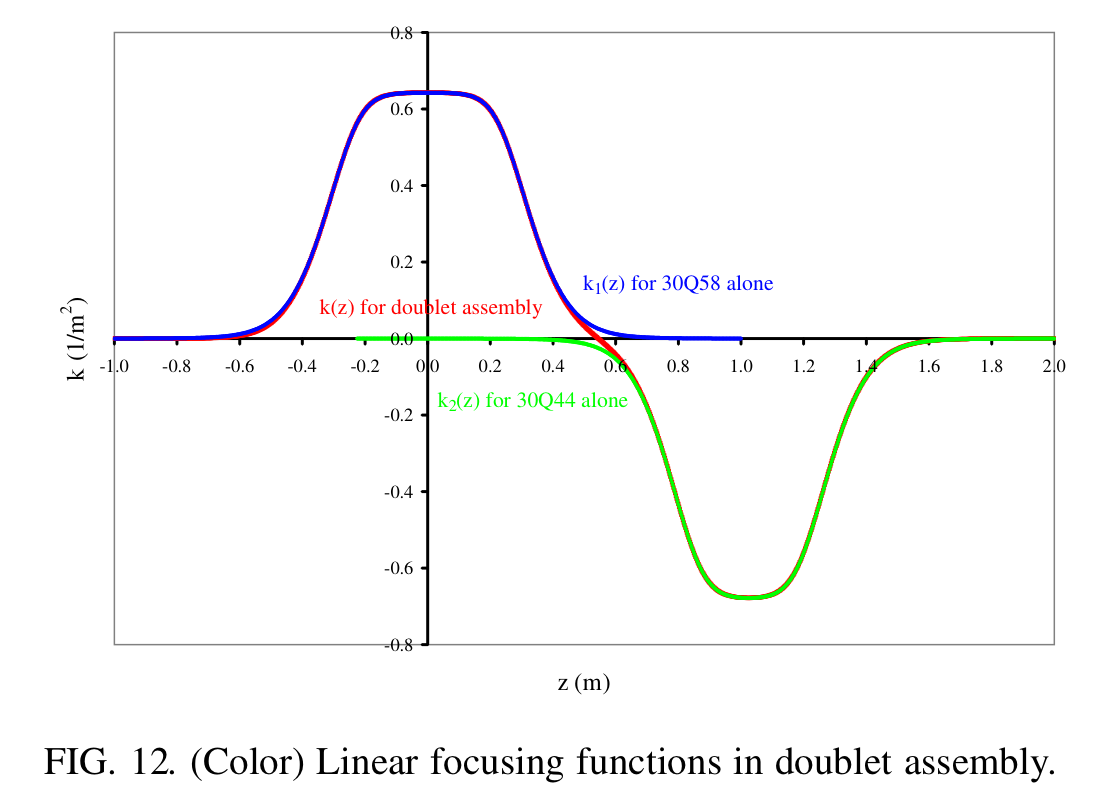 0.8
0.6
0.4
0.2
k₁(z) for 30Q58 alone
k(z) for doublet assembly
k (1/m²)
0.0
-1.0 -0.8 -0.6 -0.4 -0.2 0.0 0.2 0.4 0.6 0.8 1.0 1.2 1.4 1.6 1.8 2.0
k₂(z) for 30Q44 alone
-0.2
-0.4
-0.6
-0.8
z (m)
FIG. 12. (Color) Linear focusing functions in doublet assembly.